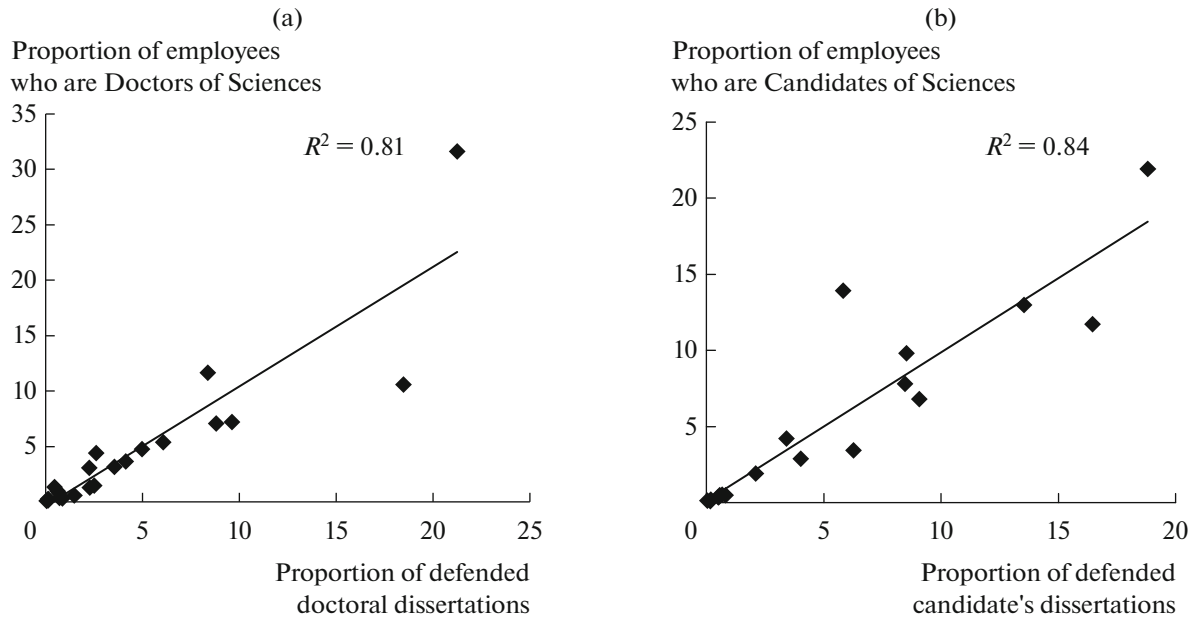 (a)
Proportion of employees
who are Doctors of Sciences
35
30
25
20
15
10
5
0
5
10
15
20
25
R² = 0.81
Proportion of defended
doctoral dissertations
(b)
Proportion of employees
who are Candidates of Sciences
25
20
15
10
5
0
5
10
15
20
R² = 0.84
Proportion of defended
candidate's dissertations